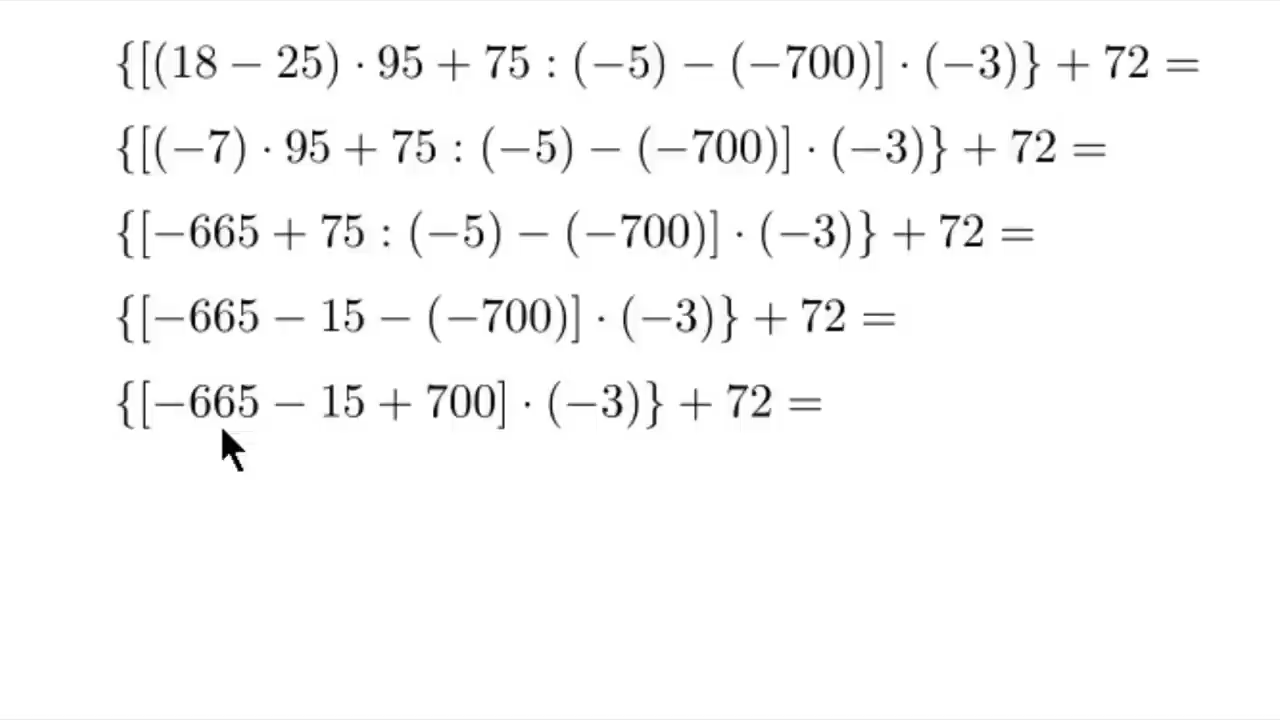 {[(18 − 25) · 95 + 75 : (−5) − (−700)] · (−3)} + 72 =
{[(−7) · 95 + 75 : (−5) − (−700)] · (−3)} + 72 =
{[−665 + 75 : (−5) − (−700)] · (−3)} + 72 =
{[−665 − 15 − (−700)] · (−3)} + 72 =
{[−665 − 15 + 700] · (−3)} + 72 =